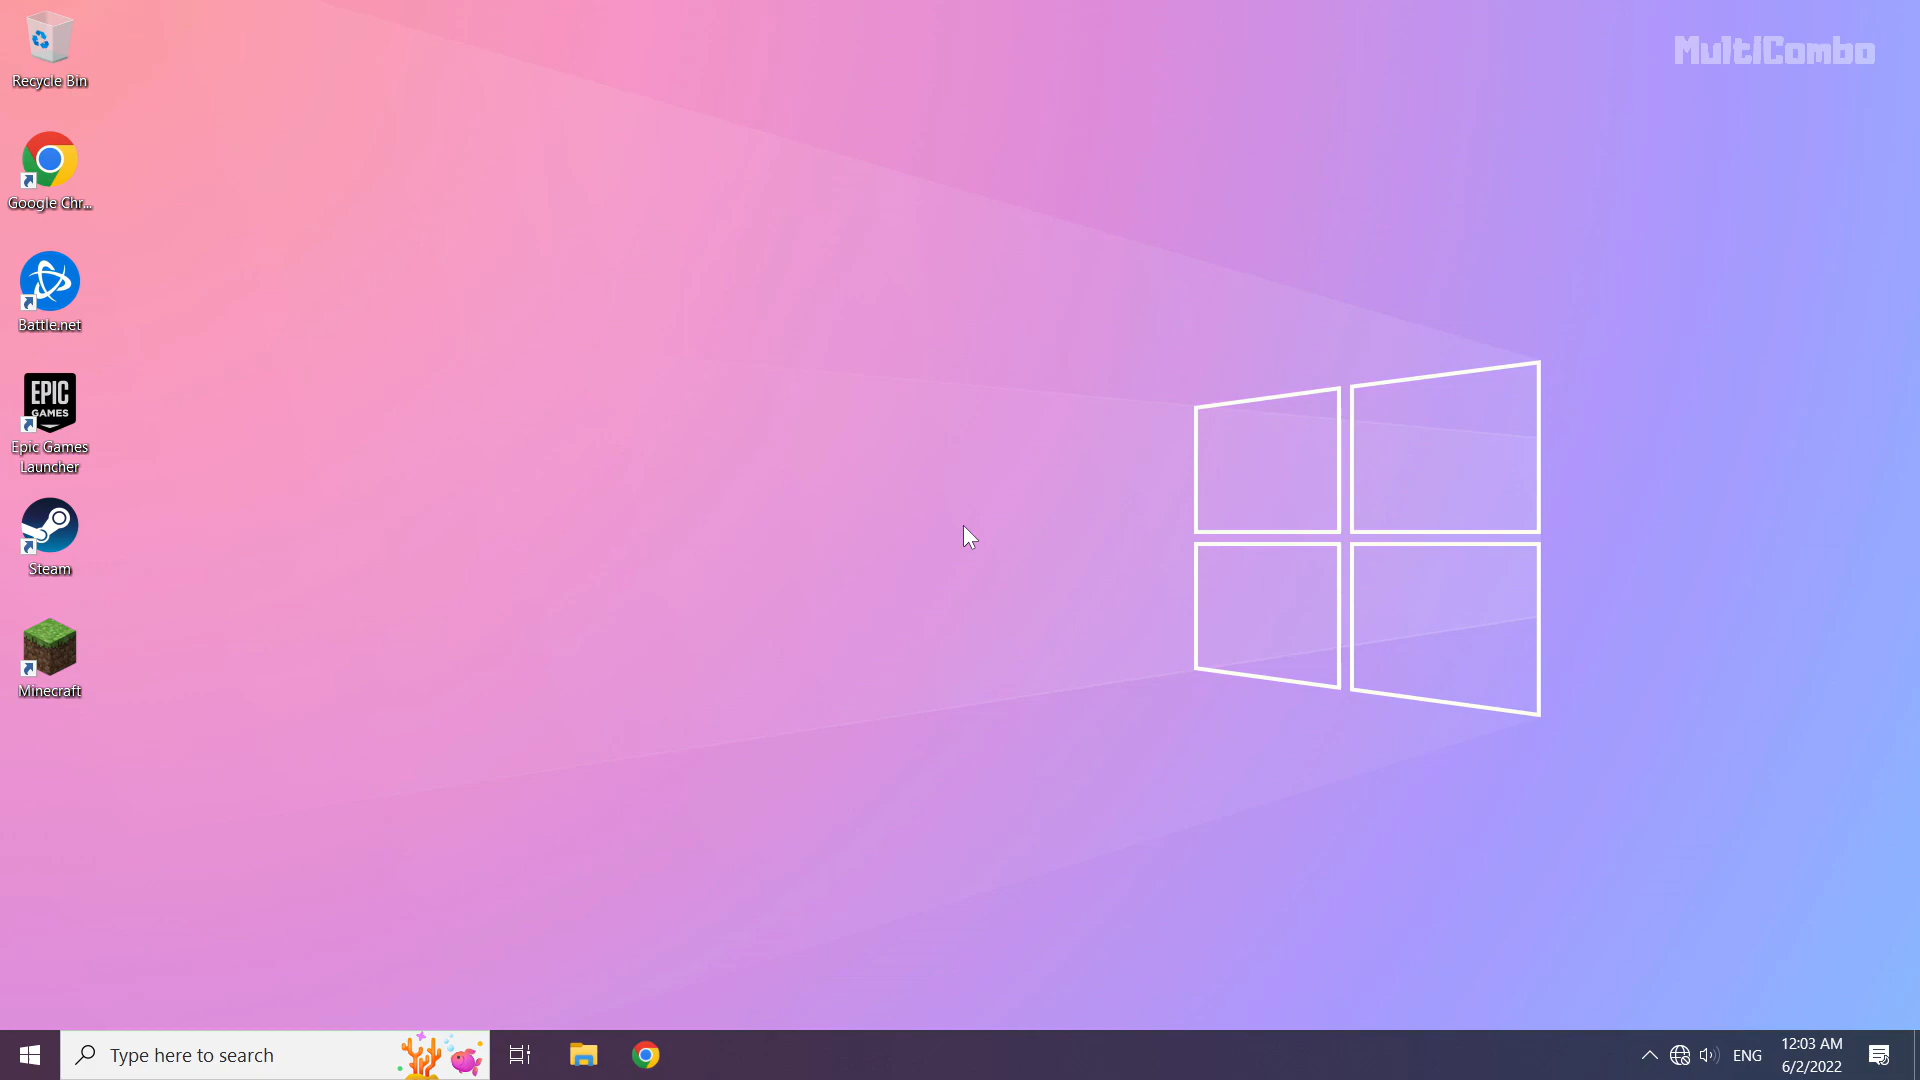 MultiCombo
Recycle Bin
Google Chr...
Battle.net
EPIC
GAMES
Epic Games
Launcher
Steam
Minecraft
Type here to search
ENG
12:03 AM
6/2/2022